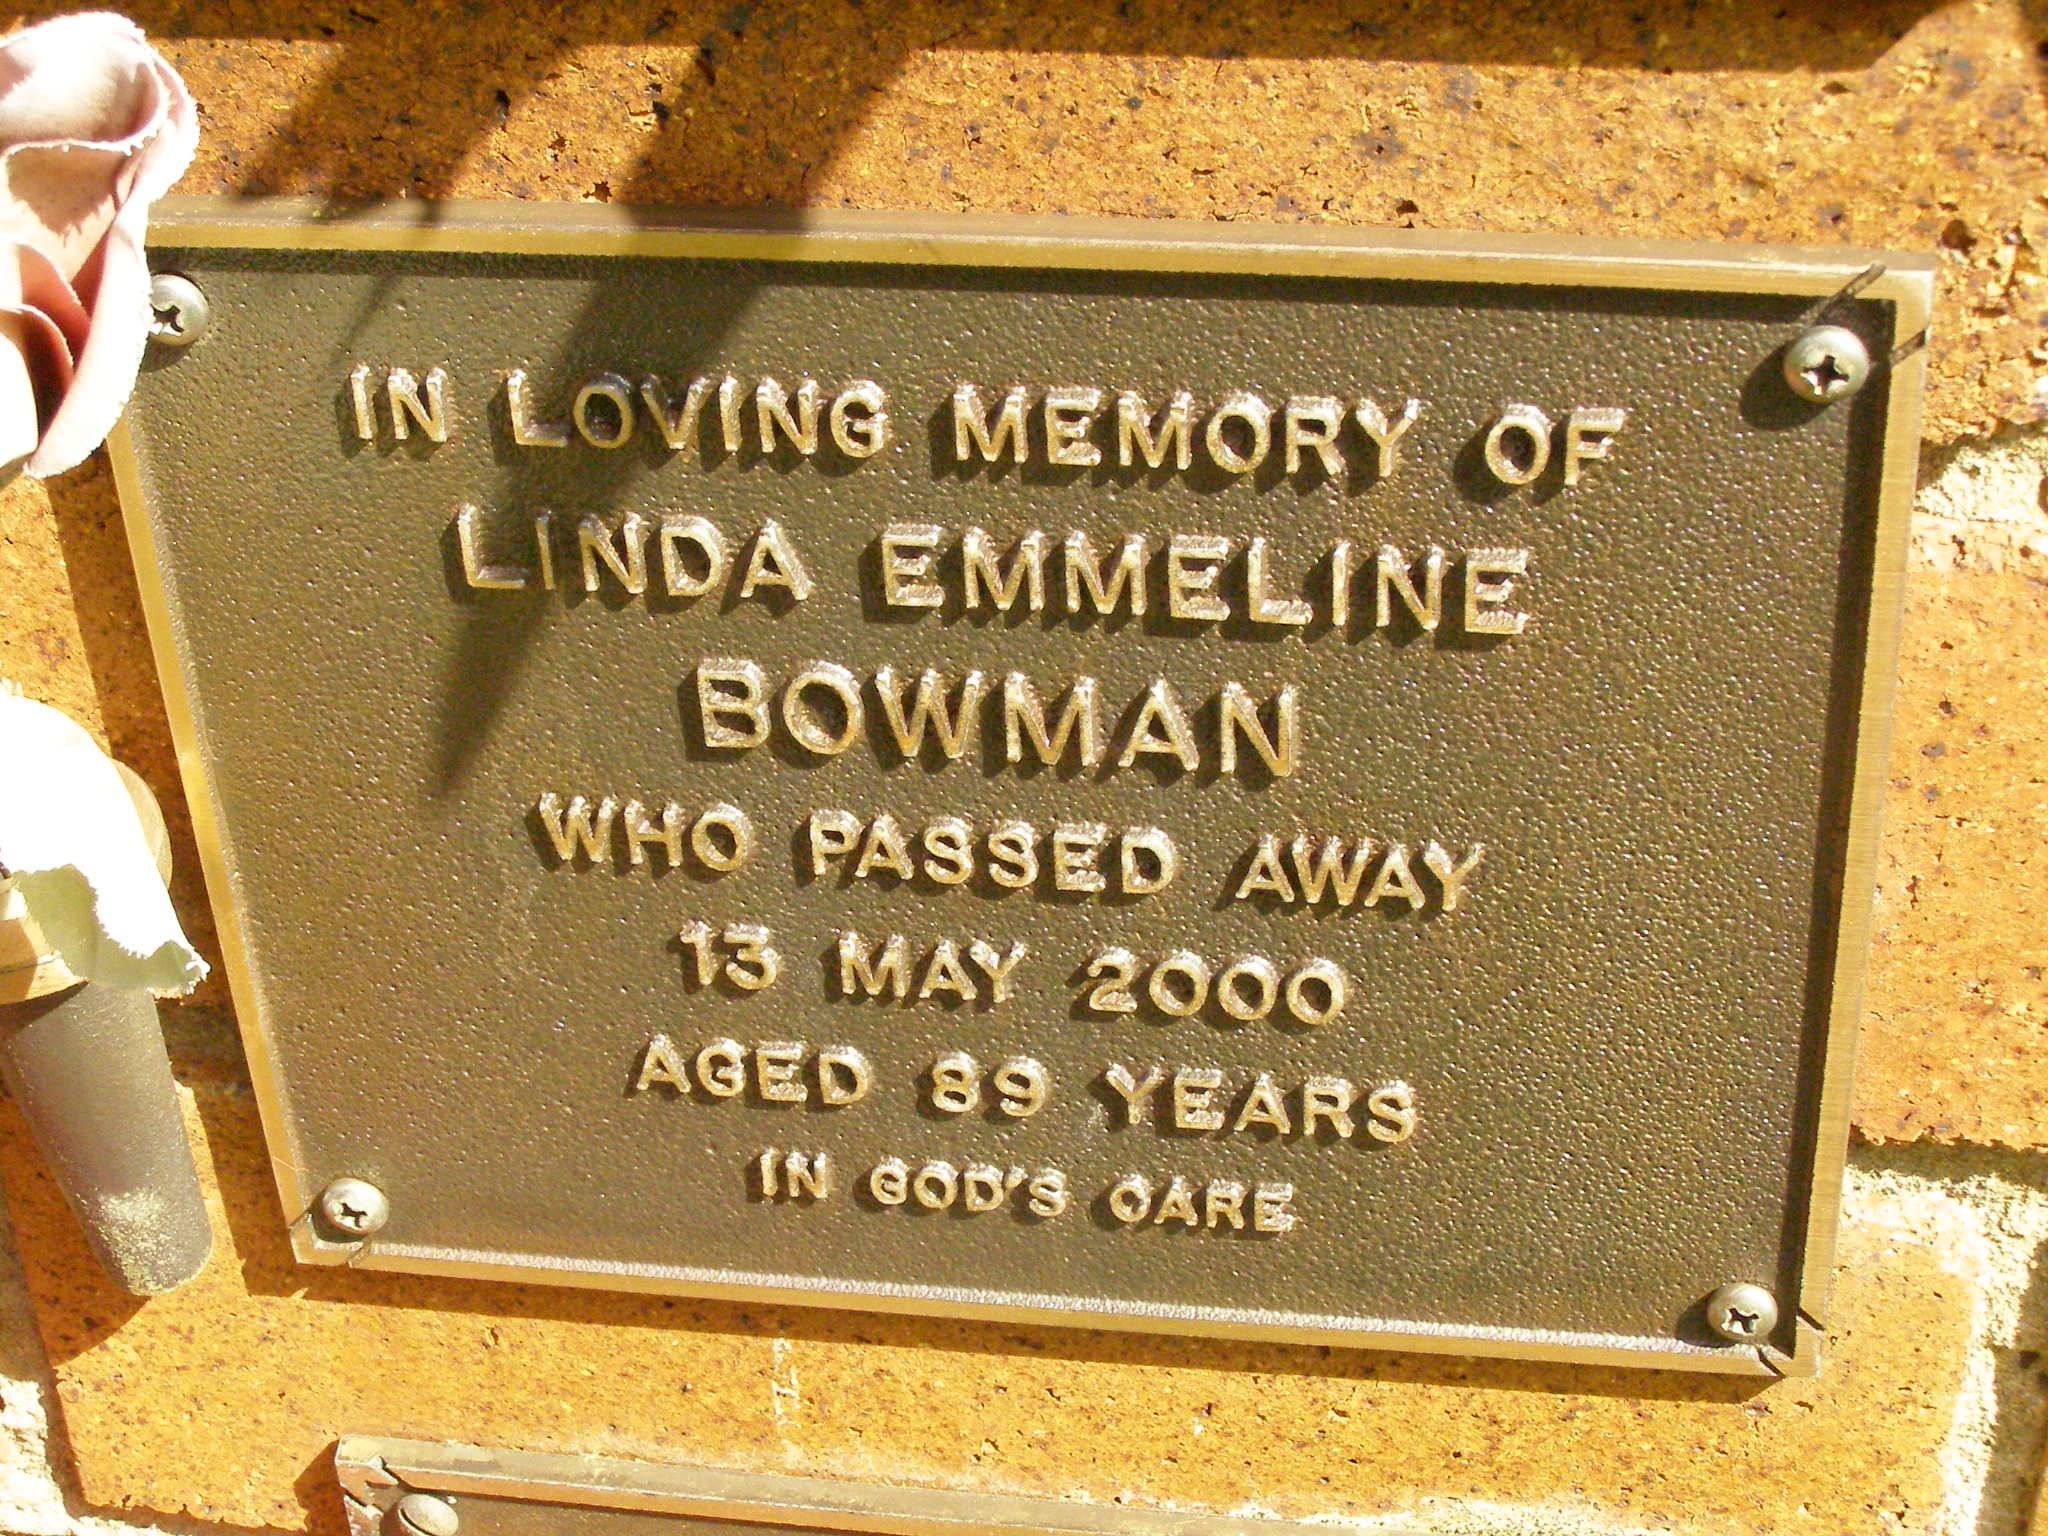 IN LOVING MEMORY OF
LINDA EMMELINE
BOWMAN
WHO PASSED AWAY
13 MAY 2000
AGED 89 YEARS
IN GOD'S CARE